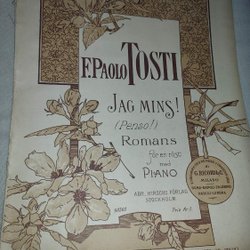 F. PAOLO TOSTI
JAG MINS!
(Penso!)
Romans
för en röst
med
PIANO
ABR. HIRSCHS FÖRLAG
STOCKHOLM
G. RICORDI & C.
MILANO